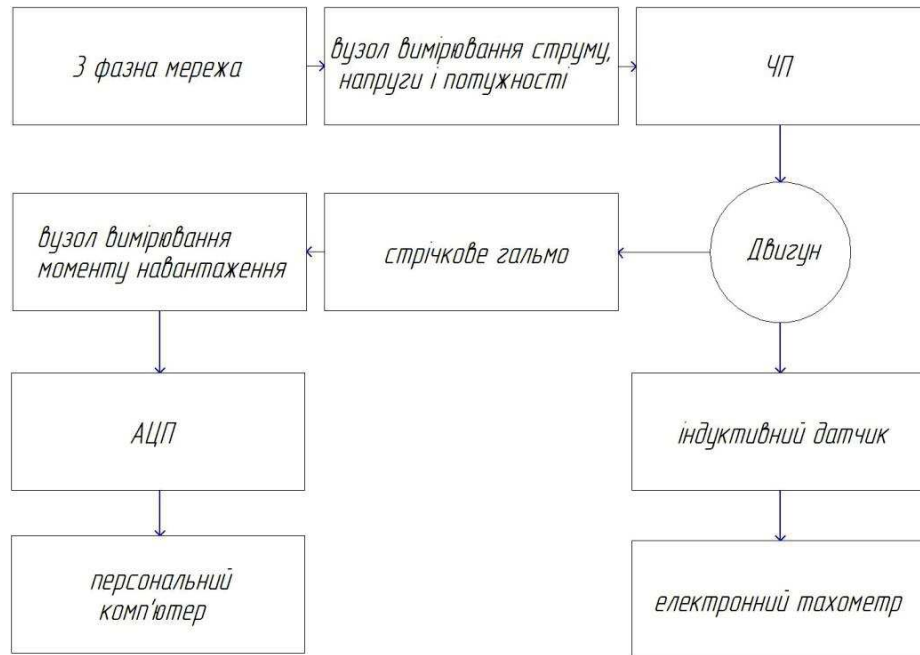 3 фазна мережа
вузол вимірювання струму,
напруги і потужності
ЧП
вузол вимірювання
моменту навантаження
стрічкове гальмо
Двигун
АЦП
індуктивний датчик
персональний
комп'ютер
електронний тахометр